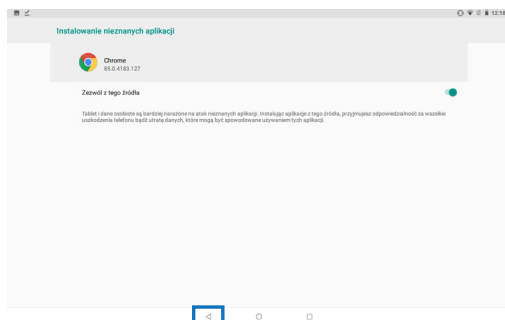 12:18
Instalowanie nieznanych aplikacji
Chrome
85.0.4183.127
Zezwól z tego źródła
Tablet i dane osobiste są bardziej narażone na atak nieznanych aplikacji. Instalując aplikacje z tego źródła, przyjmujesz odpowiedzialność za wszelkie
uszkodzenia telefonu bądź utratę danych, które mogą być spowodowane używaniem tych aplikacji.